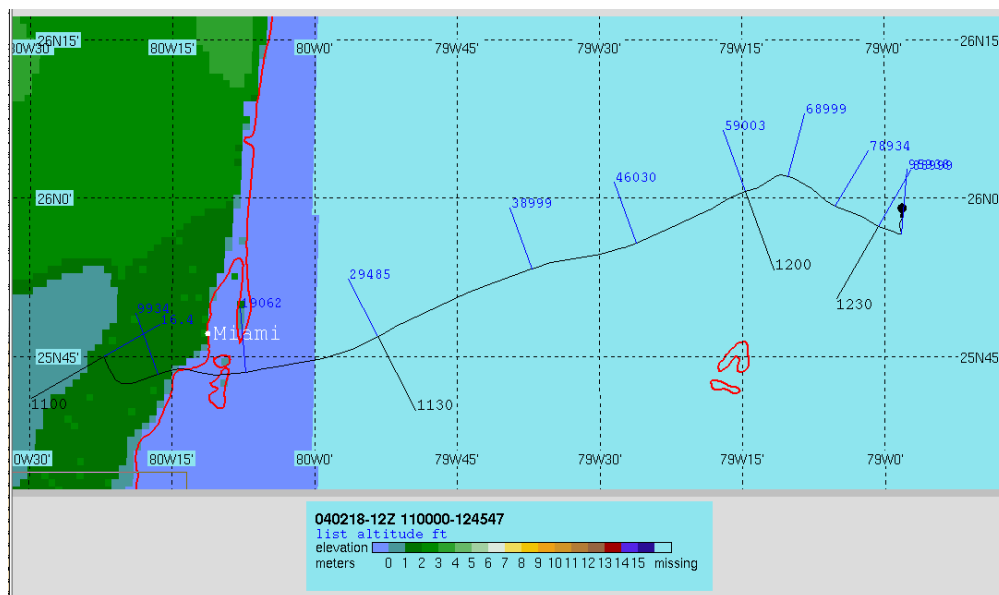 26N15' 26N15'
80W30' 80W15' 80W0' 79W45' 79W30' 79W15' 79W0'
68999
59003
78934
46030
26N0' 26N0'
38999
1200
29485
1230
9934 19062
16.4
Miami
25N45' 25N45'
1100 1130
0W30' 80W15' 80W0' 79W45' 79W30' 79W15' 79W0'
040218-12Z 110000-124547
list altitude ft
elevation
meters 0 1 2 3 4 5 6 7 8 9 10 11 12 13 14 15 missing